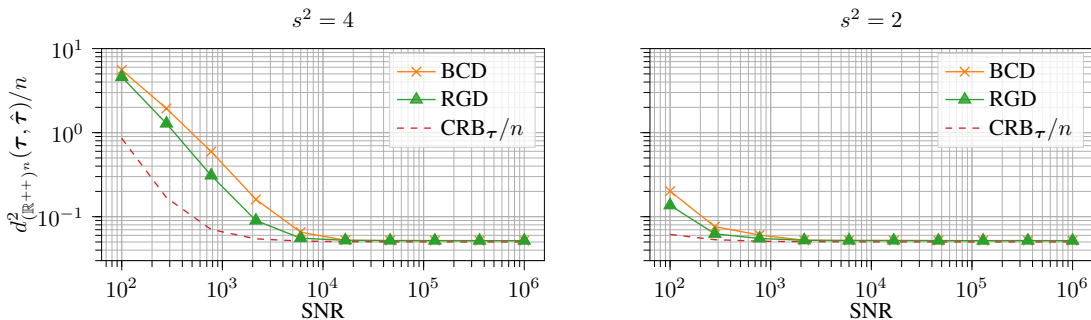 s² = 4
d²₍ℝ⁺⁺₎ⁿ(τ, τ̂)/n
10¹
10⁰
10⁻¹
BCD
RGD
CRB_τ/n
10² 10³ 10⁴ 10⁵ 10⁶
SNR
s² = 2
BCD
RGD
CRB_τ/n
10² 10³ 10⁴ 10⁵ 10⁶
SNR